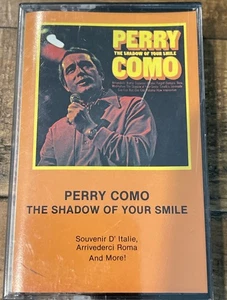 PERRY
THE SHADOW OF YOUR SMILE
COMO
PERRY COMO
THE SHADOW OF YOUR SMILE
Souvenir D' Italie,
Arrivederci Roma
And More!